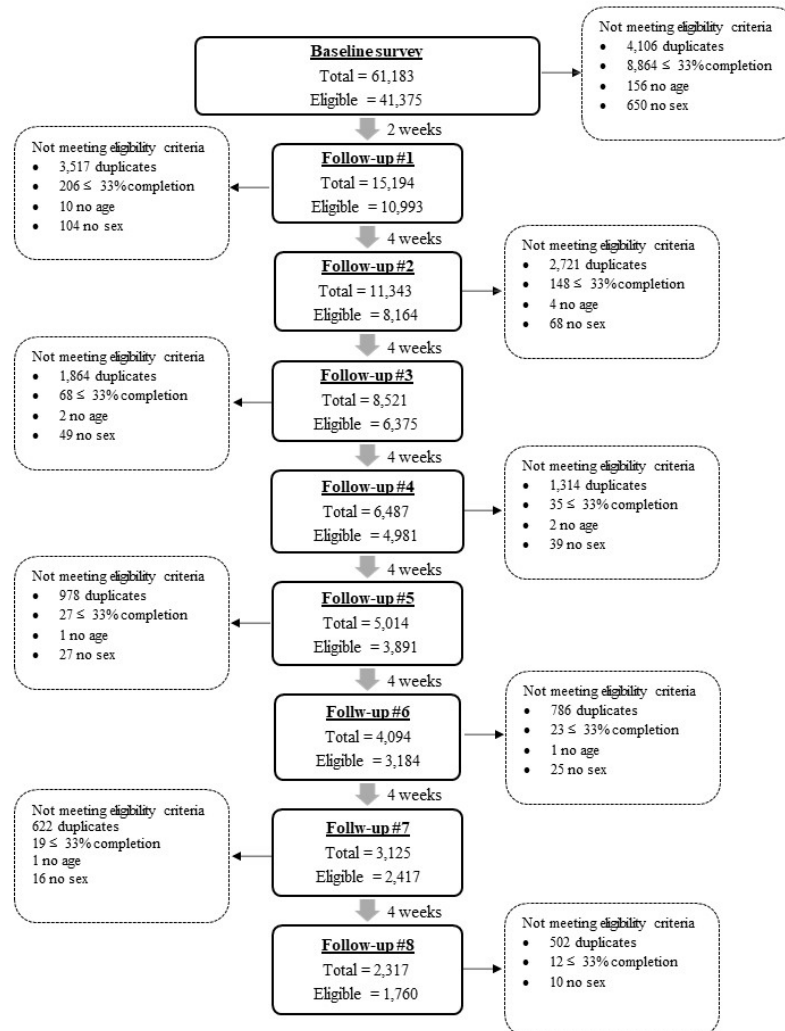 Baseline survey
Total = 61,183
Eligible = 41,375
Not meeting eligibility criteria
• 4,106 duplicates
• 8,864 ≤ 33% completion
• 156 no age
• 650 no sex
2 weeks
Not meeting eligibility criteria
• 3,517 duplicates
• 206 ≤ 33% completion
• 10 no age
• 104 no sex
Follow-up #1
Total = 15,194
Eligible = 10,993
4 weeks
Follow-up #2
Total = 11,343
Eligible = 8,164
Not meeting eligibility criteria
• 2,721 duplicates
• 148 ≤ 33% completion
• 4 no age
• 68 no sex
4 weeks
Not meeting eligibility criteria
• 1,864 duplicates
• 68 ≤ 33% completion
• 2 no age
• 49 no sex
Follow-up #3
Total = 8,521
Eligible = 6,375
4 weeks
Follow-up #4
Total = 6,487
Eligible = 4,981
Not meeting eligibility criteria
• 1,314 duplicates
• 35 ≤ 33% completion
• 2 no age
• 39 no sex
4 weeks
Not meeting eligibility criteria
• 978 duplicates
• 27 ≤ 33% completion
• 1 no age
• 27 no sex
Follow-up #5
Total = 5,014
Eligible = 3,891
4 weeks
Follw-up #6
Total = 4,094
Eligible = 3,184
Not meeting eligibility criteria
• 786 duplicates
• 23 ≤ 33% completion
• 1 no age
• 25 no sex
4 weeks
Not meeting eligibility criteria
622 duplicates
19 ≤ 33% completion
1 no age
16 no sex
Follw-up #7
Total = 3,125
Eligible = 2,417
4 weeks
Follow-up #8
Total = 2,317
Eligible = 1,760
Not meeting eligibility criteria
• 502 duplicates
• 12 ≤ 33% completion
• 10 no sex